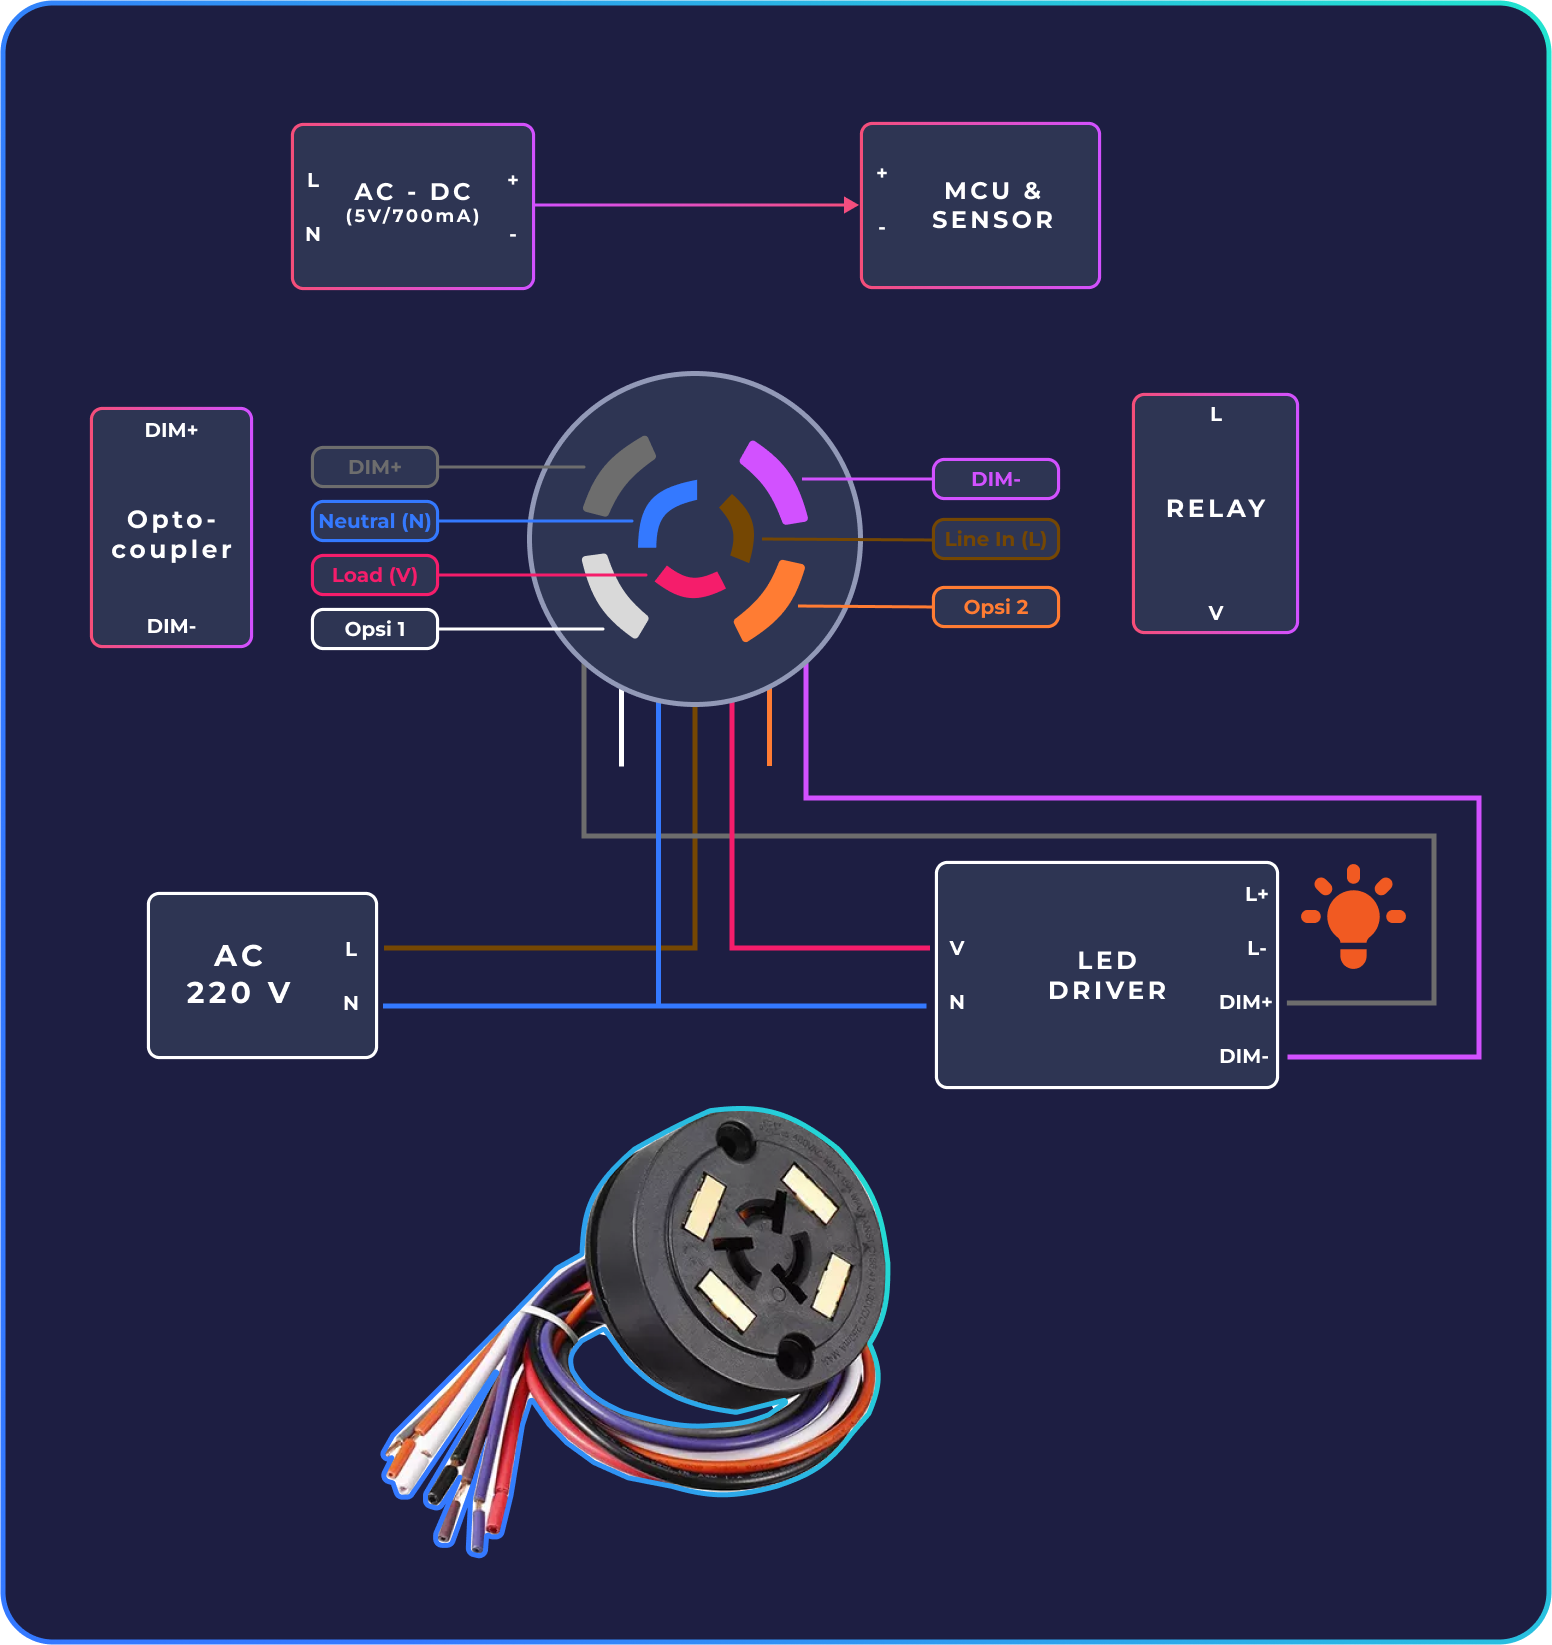 L
N
AC - DC
(5V/700mA)
+
-
+
-
MCU &
SENSOR
DIM+
Opto-
coupler
DIM-
DIM+
Neutral (N)
Load (V)
Opsi 1
DIM-
Line In (L)
Opsi 2
L
RELAY
V
AC
220 V
L
N
V
N
LED
DRIVER
L+
L-
DIM+
DIM-